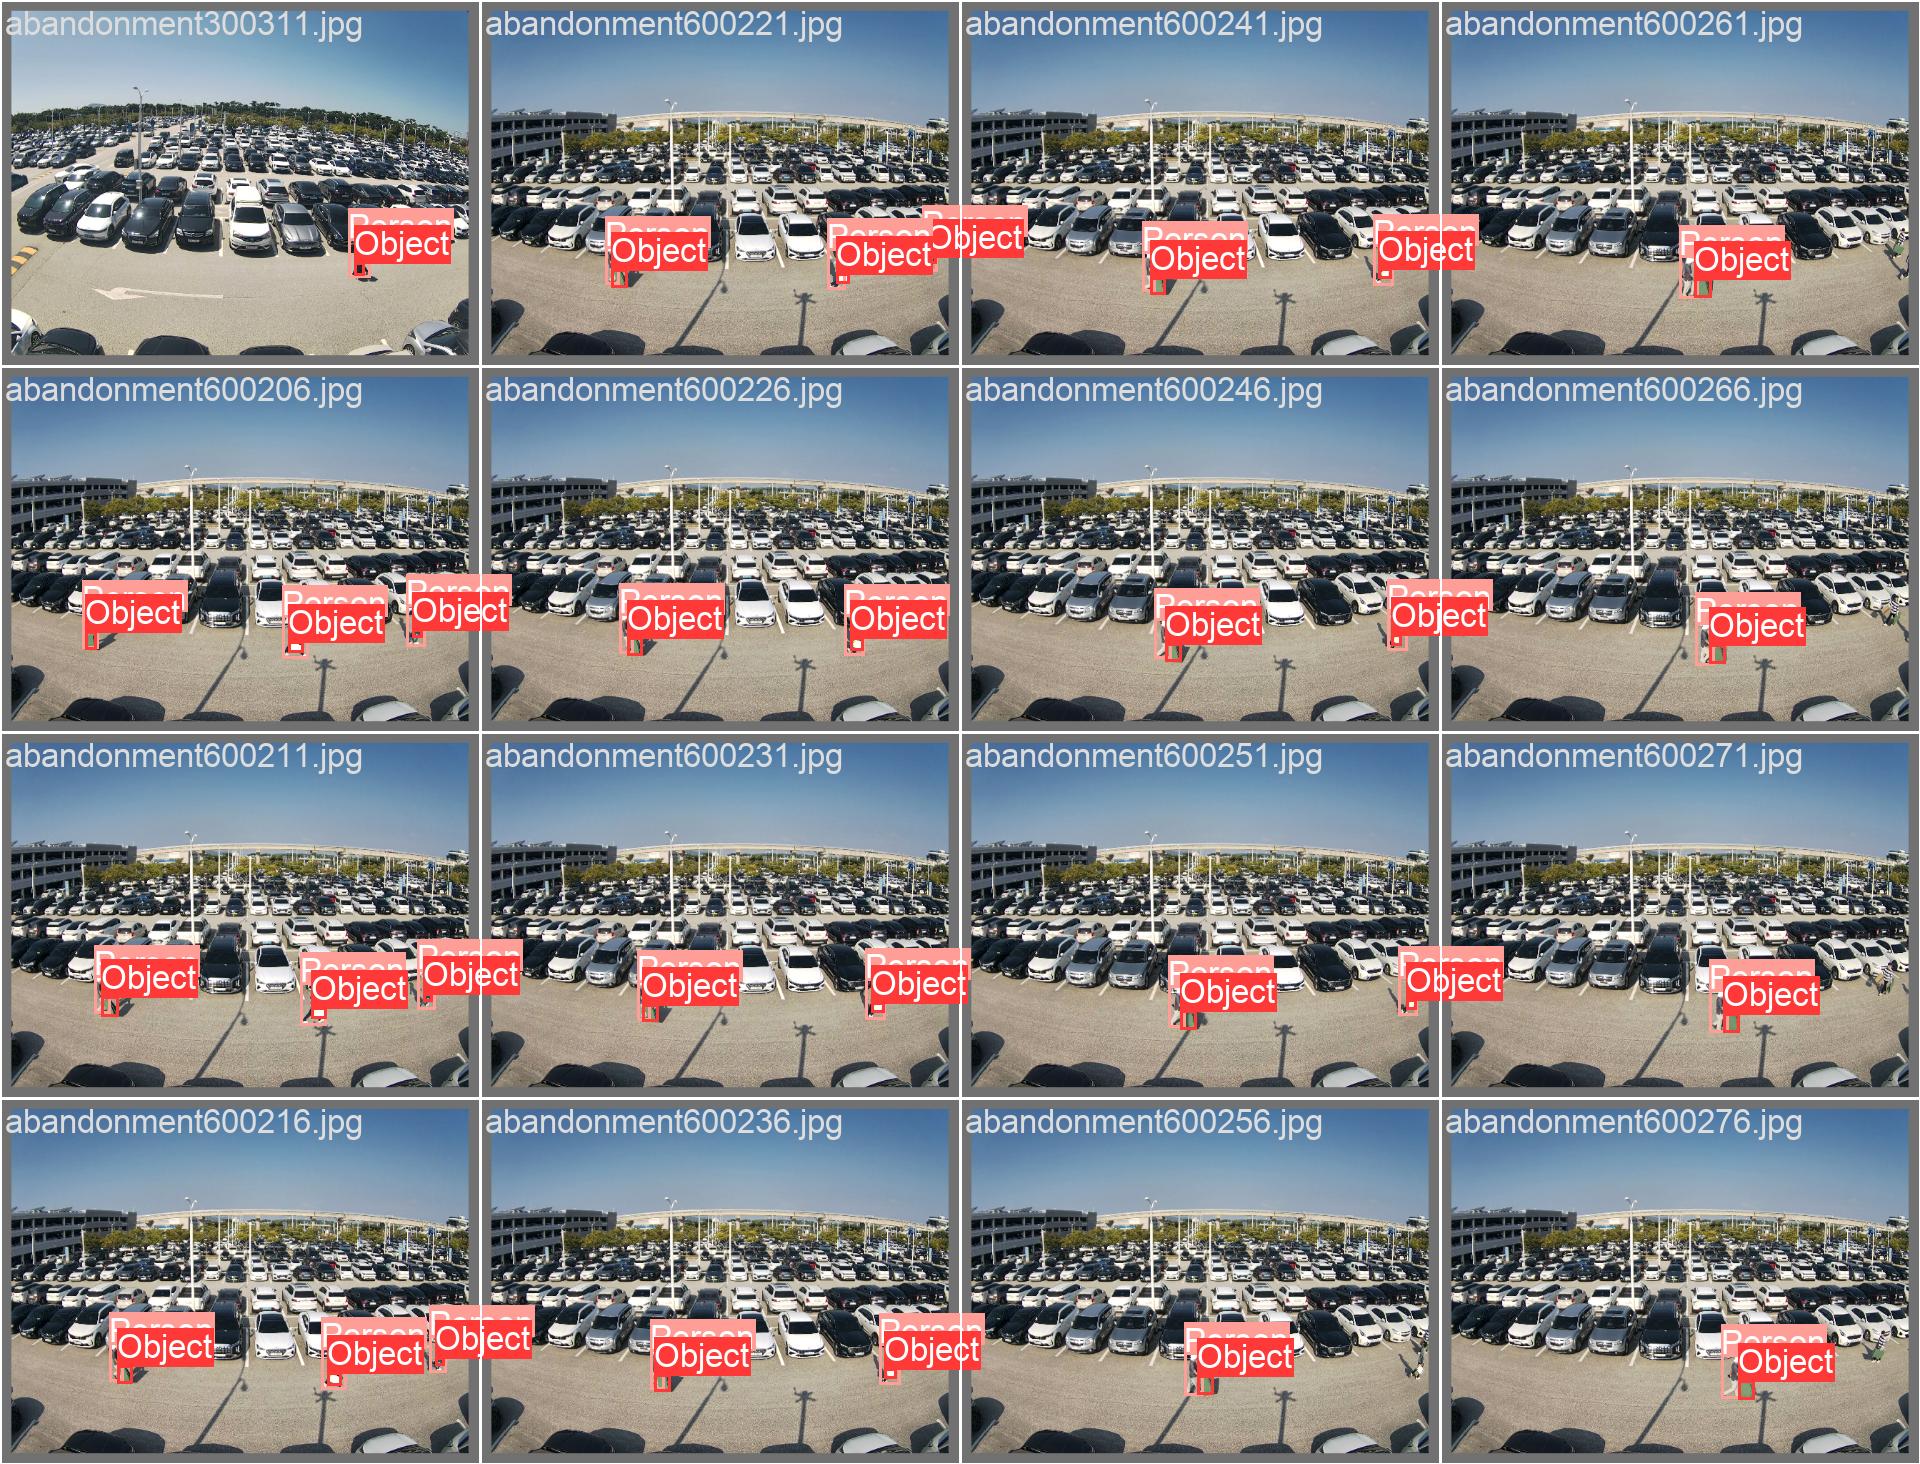 abandonment300311.jpg
Person
Object
abandonment600221.jpg
Person
Object
Person
Object
Person
Object
abandonment600241.jpg
Person
Object
Person
Object
abandonment600261.jpg
Person
Object
abandonment600206.jpg
Person
Object
Person
Object
Person
Object
abandonment600226.jpg
Person
Object
Person
Object
abandonment600246.jpg
Person
Object
Person
Object
abandonment600266.jpg
Person
Object
abandonment600211.jpg
Person
Object
Person
Object
Person
Object
abandonment600231.jpg
Person
Object
Person
Object
abandonment600251.jpg
Person
Object
Person
Object
abandonment600271.jpg
Person
Object
abandonment600216.jpg
Person
Object
Person
Object
Person
Object
abandonment600236.jpg
Person
Object
Person
Object
abandonment600256.jpg
Person
Object
abandonment600276.jpg
Person
Object